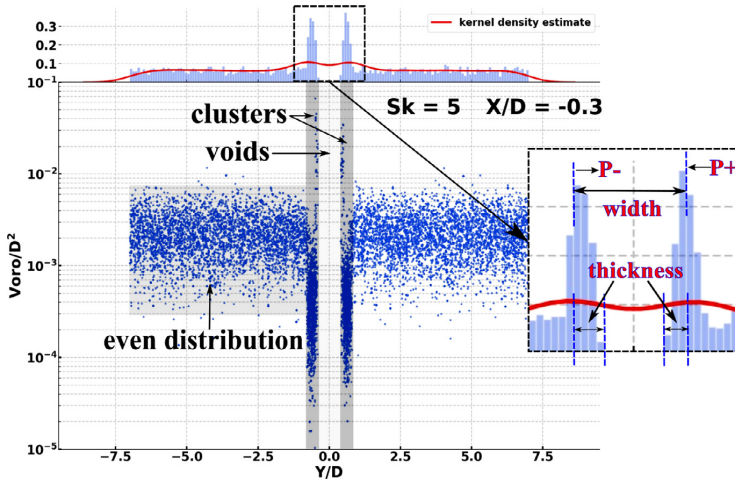 0.3
0.2
0.1
kernel density estimate
10⁻¹
Sk = 5 X/D = -0.3
clusters
voids
10⁻²
P-
P+
width
Voro/D²
10⁻³
thickness
even distribution
10⁻⁴
10⁻⁵
−7.5 −5.0 −2.5 0.0 2.5 5.0 7.5
Y/D